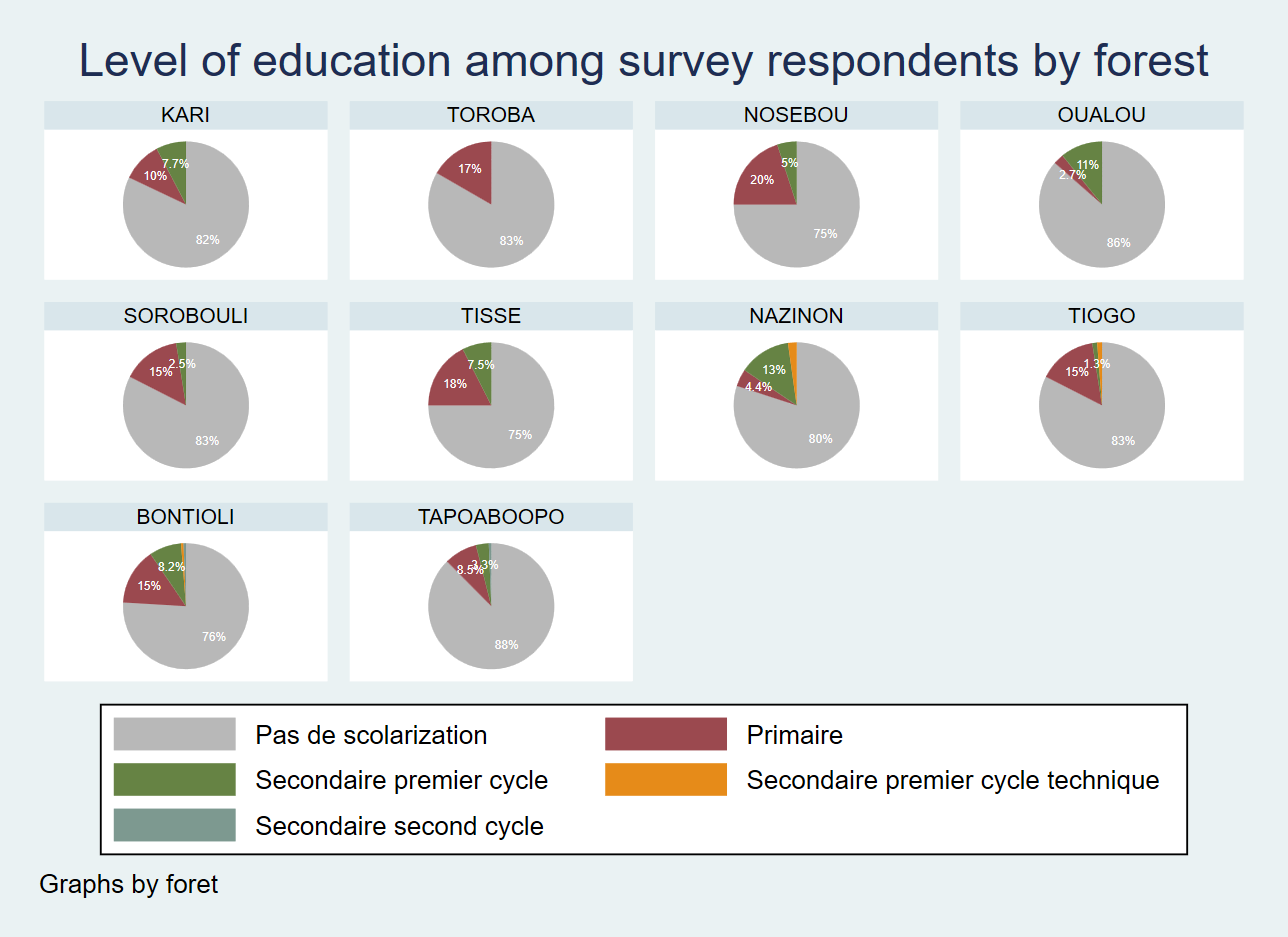 Level of education among survey respondents by forest
KARI
7.7%
10%
82%
TOROBA
17%
83%
NOSEBOU
5%
20%
75%
OUALOU
11%
2.7%
86%
SOROBOULI
2.5%
15%
83%
TISSE
7.5%
18%
75%
NAZINON
13%
4.4%
80%
TIOGO
1.3%
15%
83%
BONTIOLI
8.2%
15%
76%
TAPOABOOPO
3.3%
8.5%
88%
Pas de scolarization
Primaire
Secondaire premier cycle
Secondaire premier cycle technique
Secondaire second cycle
Graphs by foret